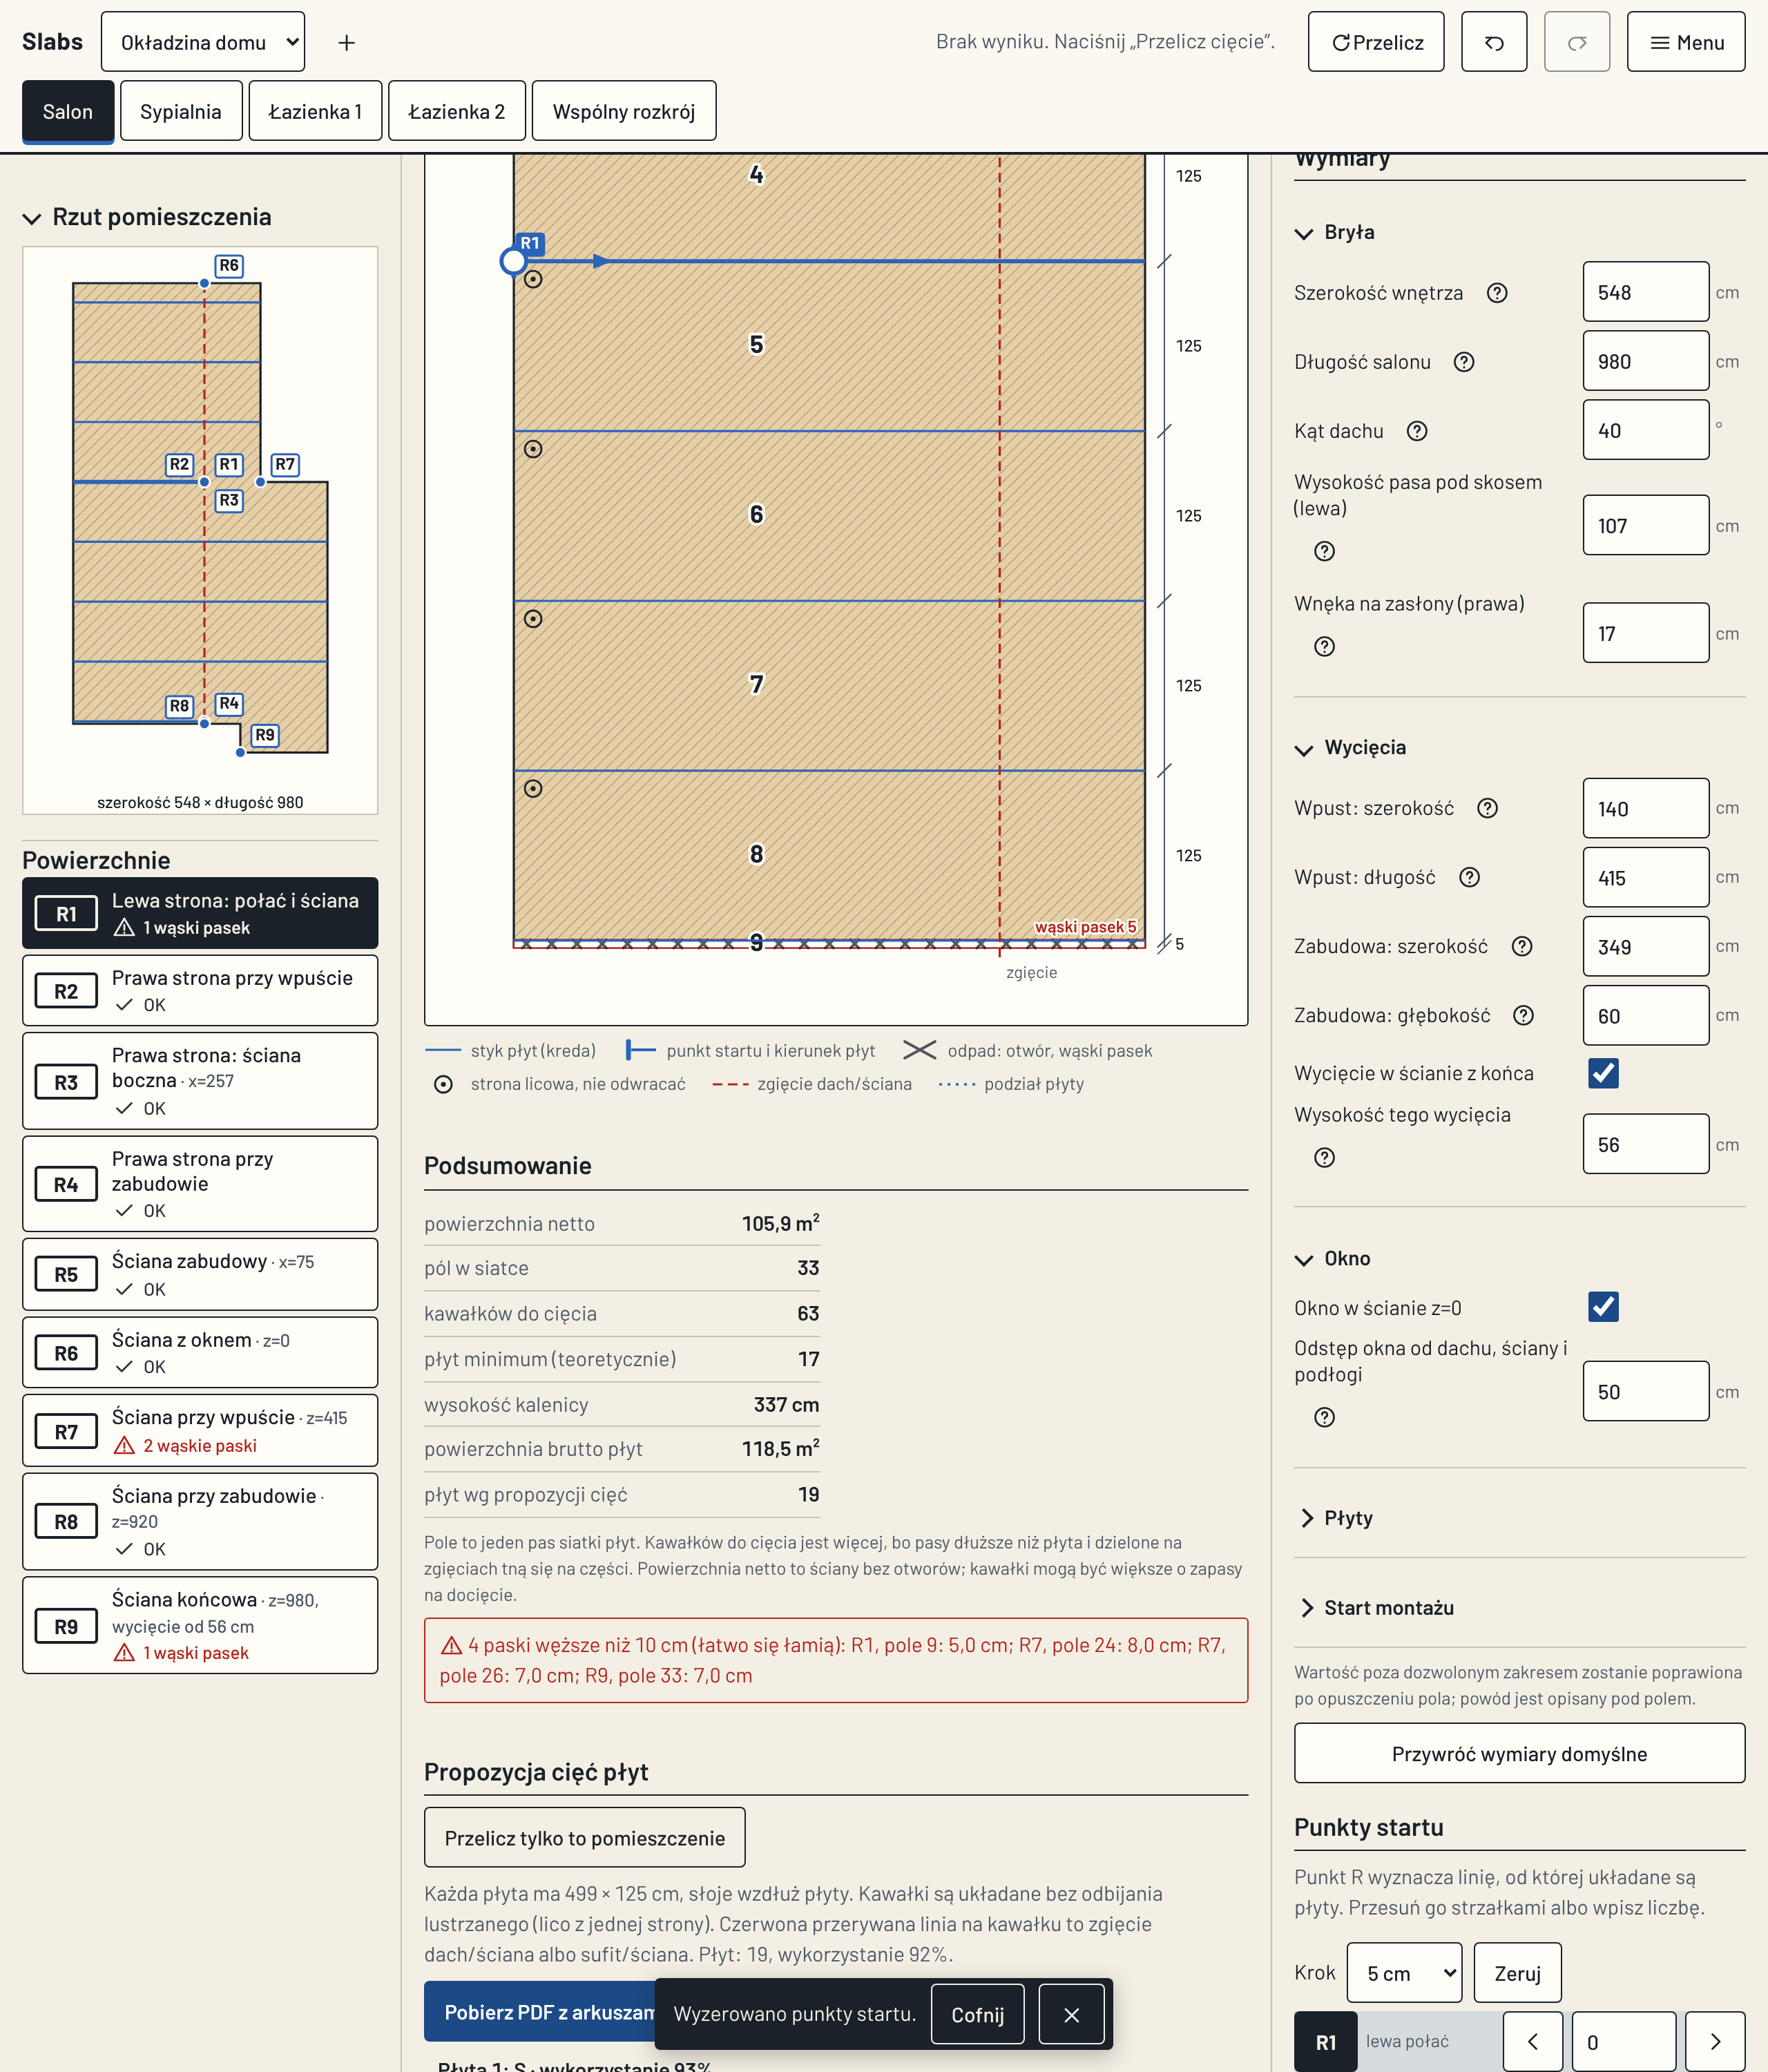 Slabs
Okładzina domu
+
Brak wyniku. Naciśnij „Przelicz cięcie”.
Przelicz
Menu
Salon
Sypialnia
Łazienka 1
Łazienka 2
Wspólny rozkrój
Rzut pomieszczenia
R6
R2
R1
R7
R3
R8
R4
R9
szerokość 548 × długość 980
Powierzchnie
R1
Lewa strona: połać i ściana
1 wąski pasek
R2
Prawa strona przy wpuście
OK
R3
Prawa strona: ściana
boczna · x=257
OK
R4
Prawa strona przy
zabudowie
OK
R5
Ściana zabudowy · x=75
OK
R6
Ściana z oknem · z=0
OK
R7
Ściana przy wpuście · z=415
2 wąskie paski
R8
Ściana przy zabudowie ·
z=920
OK
R9
Ściana końcowa · z=980,
wycięcie od 56 cm
1 wąski pasek
4
125
R1
5
125
6
125
7
125
8
125
wąski pasek 5
9
5
zgięcie
styk płyt (kreda)
punkt startu i kierunek płyt
odpad: otwór, wąski pasek
strona licowa, nie odwracać
zgięcie dach/ściana
podział płyty
Podsumowanie
powierzchnia netto 105,9 m²
pól w siatce 33
kawałków do cięcia 63
płyt minimum (teoretycznie) 17
wysokość kalenicy 337 cm
powierzchnia brutto płyt 118,5 m²
płyt wg propozycji cięć 19
Pole to jeden pas siatki płyt. Kawałków do cięcia jest więcej, bo pasy dłuższe niż płyta i dzielone na
zgięciach tną się na części. Powierzchnia netto to ściany bez otworów; kawałki mogą być większe o zapasy
na docięcie.
4 paski węższe niż 10 cm (łatwo się łamią): R1, pole 9: 5,0 cm; R7, pole 24: 8,0 cm; R7,
pole 26: 7,0 cm; R9, pole 33: 7,0 cm
Propozycja cięć płyt
Przelicz tylko to pomieszczenie
Każda płyta ma 499 × 125 cm, słoje wzdłuż płyty. Kawałki są układane bez odbijania
lustrzanego (lico z jednej strony). Czerwona przerywana linia na kawałku to zgięcie
dach/ściana albo sufit/ściana. Płyt: 19, wykorzystanie 92%.
Pobierz PDF z arkuszam
Wyzerowano punkty startu.
Cofnij
Płyta 1: S · wykorzystanie 93%
Wymiary
Bryła
Szerokość wnętrza 548 cm
Długość salonu 980 cm
Kąt dachu 40 °
Wysokość pasa pod skosem
(lewa)
107 cm
Wnęka na zasłony (prawa)
17 cm
Wycięcia
Wpust: szerokość 140 cm
Wpust: długość 415 cm
Zabudowa: szerokość 349 cm
Zabudowa: głębokość 60 cm
Wycięcie w ścianie z końca
Wysokość tego wycięcia
56 cm
Okno
Okno w ścianie z=0
Odstęp okna od dachu, ściany i
podłogi
50 cm
Płyty
Start montażu
Wartość poza dozwolonym zakresem zostanie poprawiona
po opuszczeniu pola; powód jest opisany pod polem.
Przywróć wymiary domyślne
Punkty startu
Punkt R wyznacza linię, od której układane są
płyty. Przesuń go strzałkami albo wpisz liczbę.
Krok
5 cm
Zeruj
R1
lewa połać
0